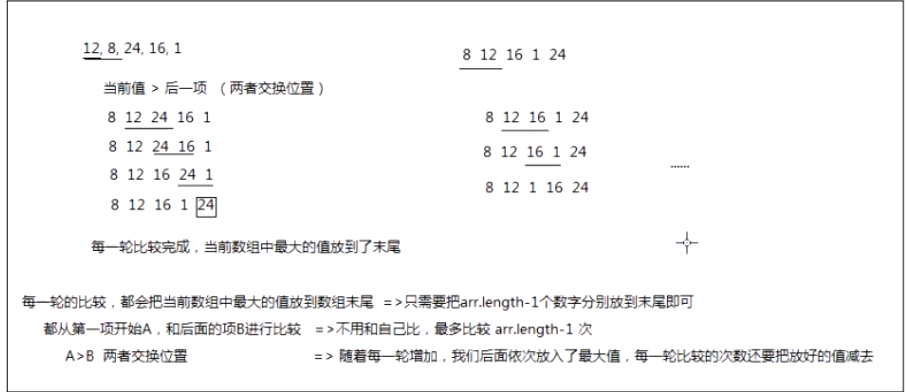 12, 8, 24, 16, 1
当前值 > 后一项 （两者交换位置）
8 12 24 16 1
8 12 24 16 1
8 12 16 24 1
8 12 16 1 24
每一轮比较完成，当前数组中最大的值放到了末尾
8 12 16 1 24
8 12 16 1 24
8 12 16 1 24
8 12 1 16 24
......
每一轮的比较，都会把当前数组中最大的值放到数组末尾 =>只需要把arr.length-1个数字分别放到末尾即可
都从第一项开始A，和后面的项B进行比较 =>不用和自己比，最多比较 arr.length-1 次
A>B 两者交换位置 => 随着每一轮增加，我们后面依次放入了最大值，每一轮比较的次数还要把放好的值减去